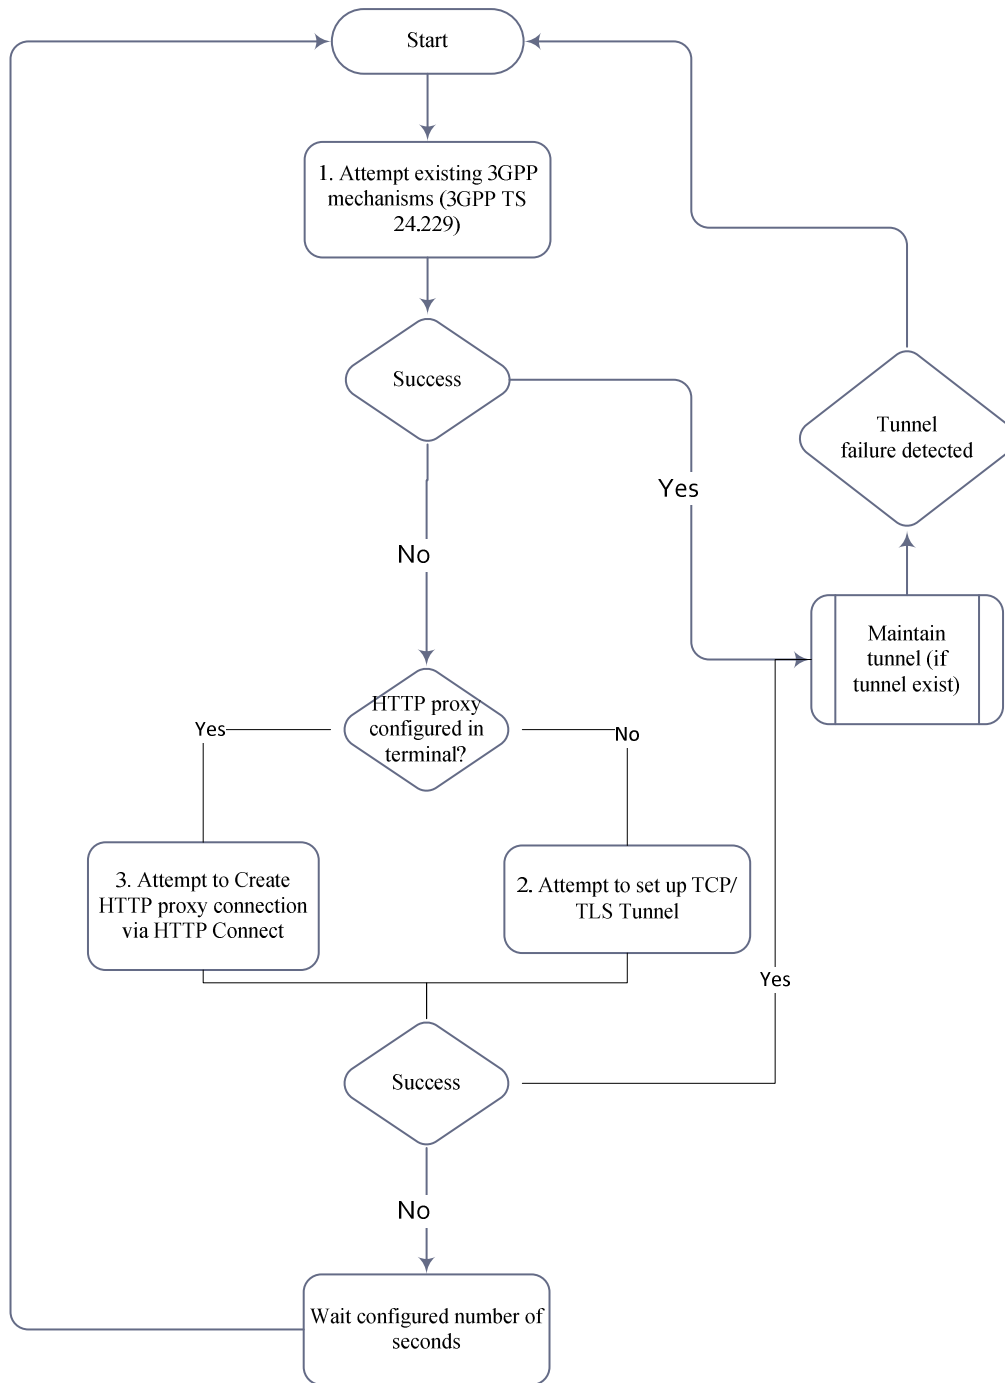 Start
1. Attempt existing 3GPP
mechanisms (3GPP TS
24.229)
Success
Tunnel
failure detected
Yes
No
Maintain
tunnel (if
tunnel exist)
HTTP proxy
configured in
terminal?
Yes
No
3. Attempt to Create
HTTP proxy connection
via HTTP Connect
2. Attempt to set up TCP/
TLS Tunnel
Yes
Success
No
Wait configured number of
seconds